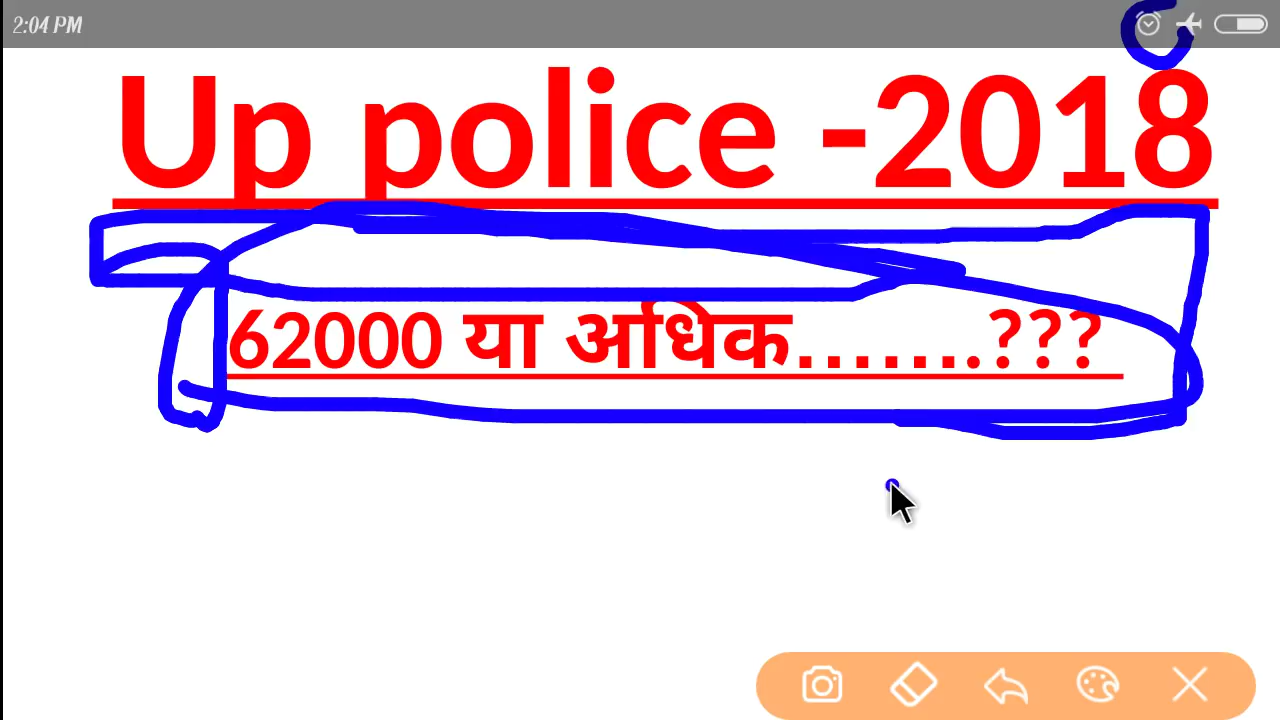 2:04 PM
Up police -2018
62000 या अधिक.......???